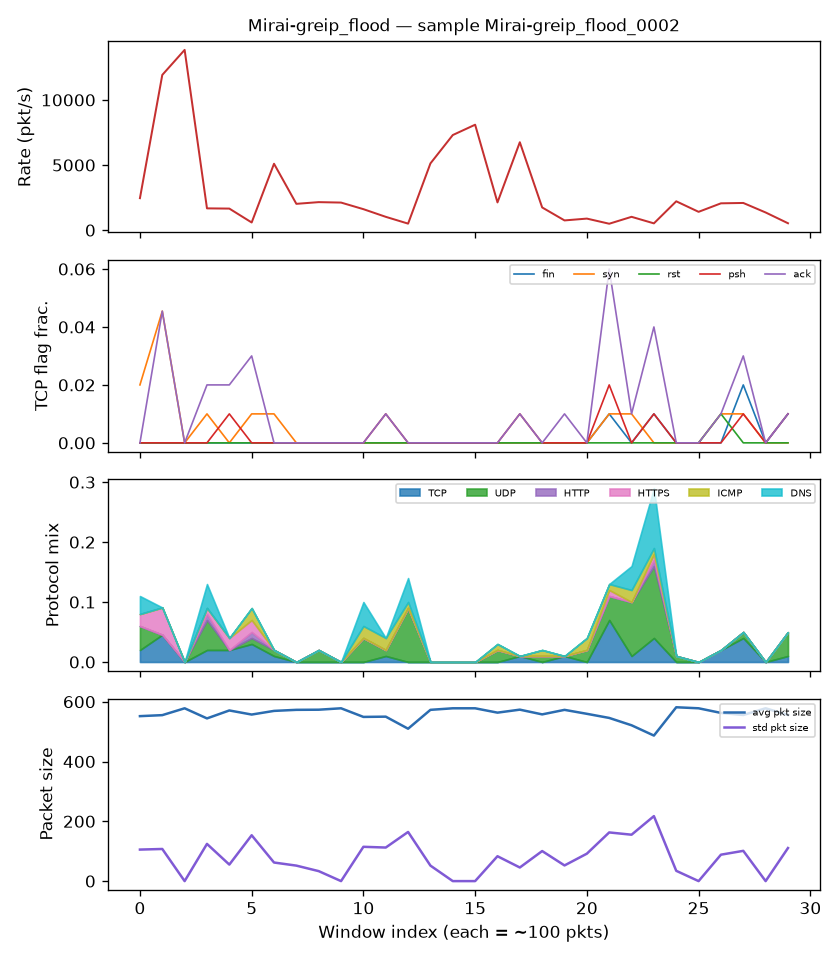 Mirai-greip_flood — sample Mirai-greip_flood_0002
Rate (pkt/s)
10000
5000
0
TCP flag frac.
0.06
0.04
0.02
0.00
fin syn rst psh ack
Protocol mix
0.3
0.2
0.1
0.0
TCP UDP HTTP HTTPS ICMP DNS
Packet size
600
400
200
0
avg pkt size
std pkt size
0 5 10 15 20 25 30
Window index (each = ~100 pkts)